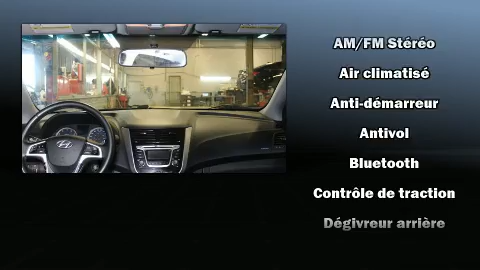 AM/FM Stéréo
Air climatisé
Anti-démarreur
Antivol
Bluetooth
Contrôle de traction
Dégivreur arrière